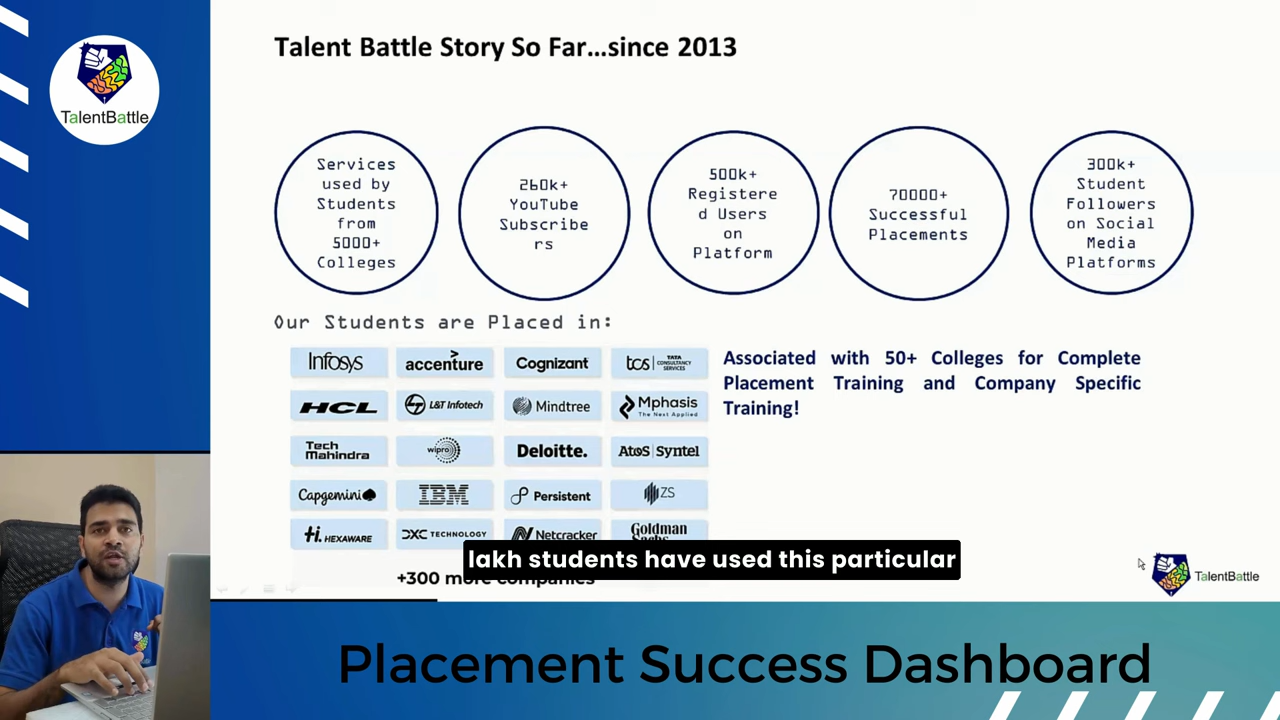 TalentBattle
Talent Battle Story So Far...since 2013
Services
used by
Students
from
5000+
Colleges
260k+
YouTube
Subscribe
rs
500k+
Registere
d Users
on
Platform
70000+
Successful
Placements
300k+
Student
Followers
on Social
Media
Platforms
Our Students are Placed in:
Infosys
accenture
Cognizant
tcs TATA CONSULTANCY SERVICES
HCL
L&T Infotech
Mindtree
Mphasis
The Next Applied
Tech Mahindra
wipro
Deloitte.
Atos Syntel
Capgemini
IBM
Persistent
ZS
hi. HEXAWARE
DXC TECHNOLOGY
Netcracker
Goldman
Sachs
+300 more companies
Associated with 50+ Colleges for Complete
Placement Training and Company Specific
Training!
lakh students have used this particular
TalentBattle
Placement Success Dashboard